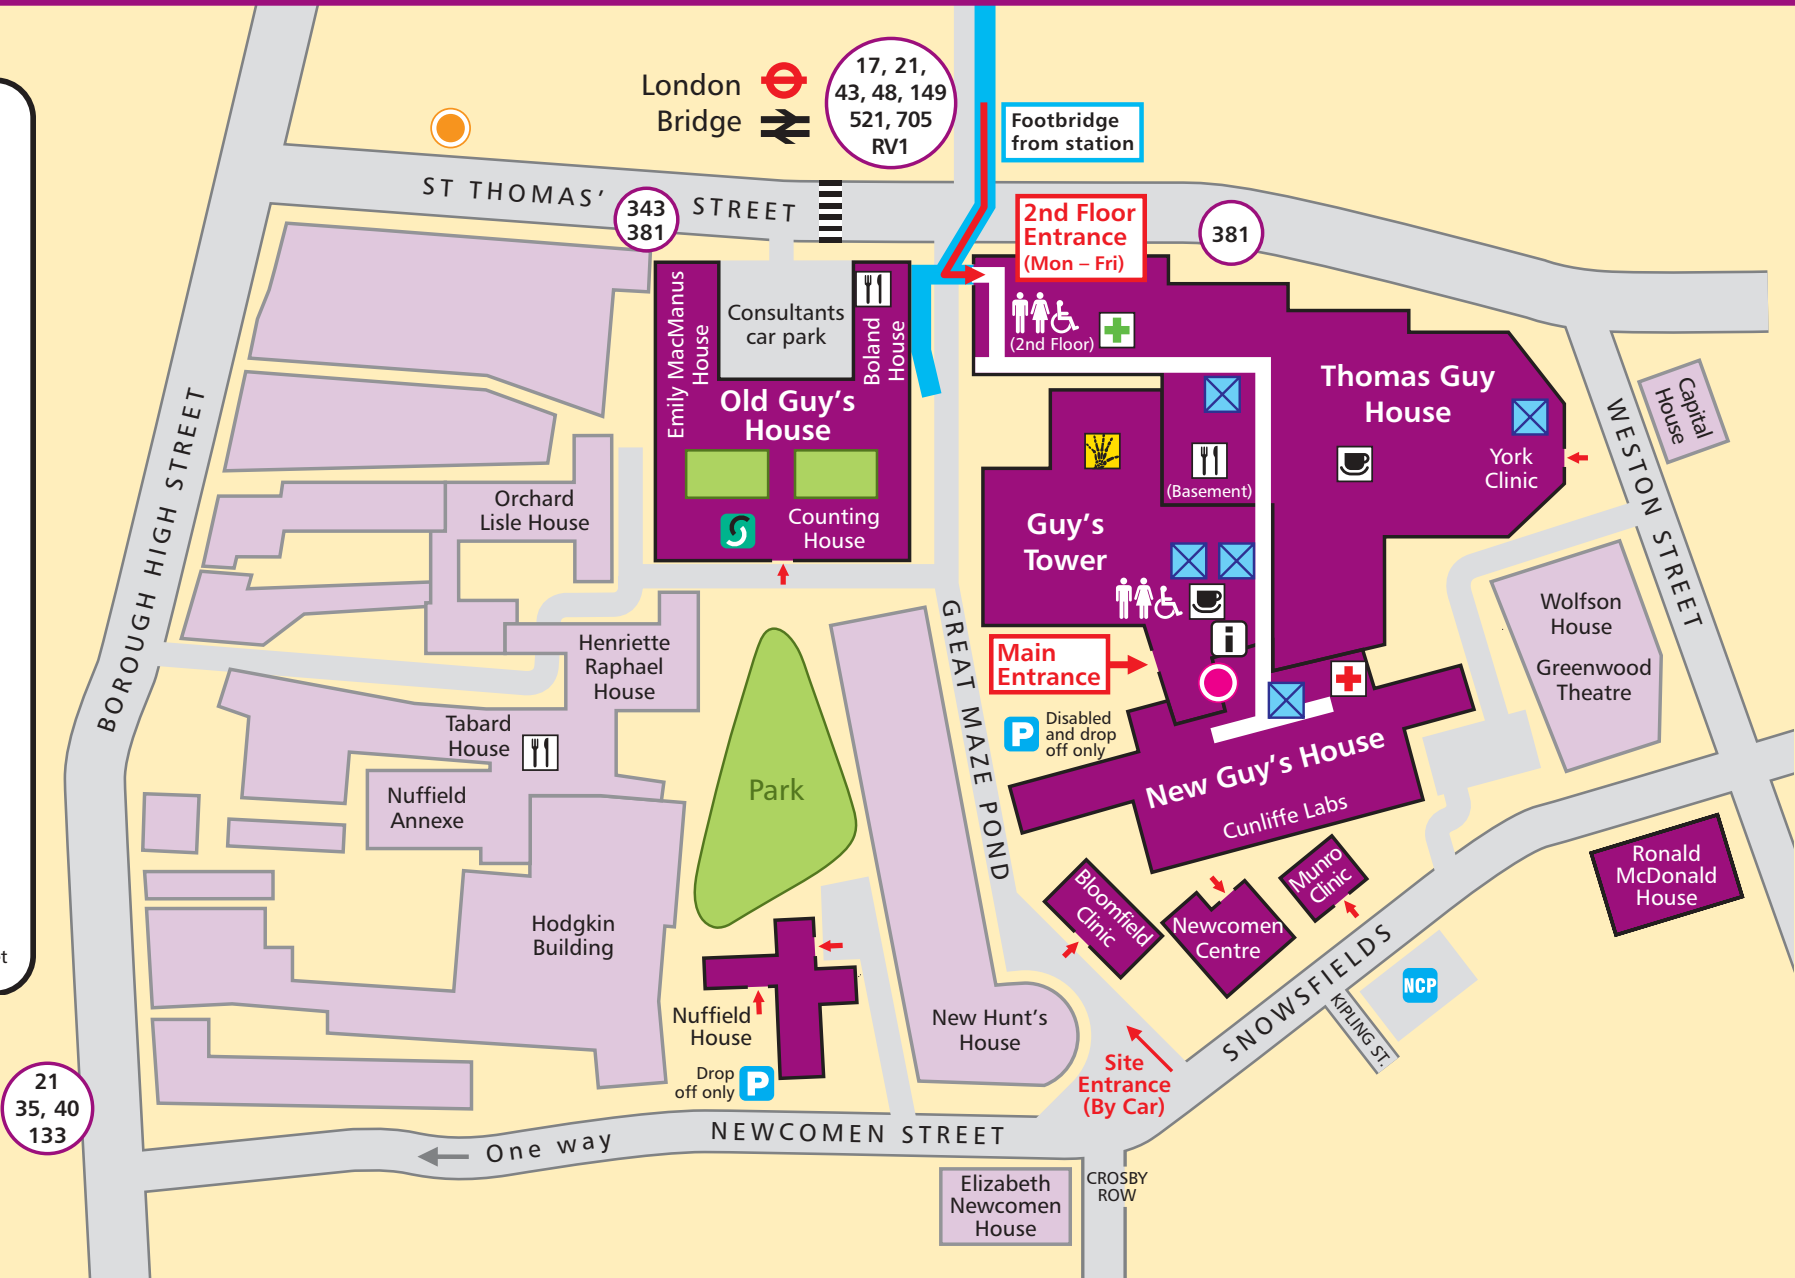 London
Bridge
17, 21,
43, 48, 149
521, 705
RV1
Footbridge
from station
ST THOMAS' STREET
343
381
2nd Floor
Entrance
(Mon – Fri)
381
Emily MacManus
House
Consultants
car park
Boland
House
Old Guy's
House
Counting
House
(2nd Floor)
Thomas Guy
House
York
Clinic
(Basement)
Guy's
Tower
i
Main
Entrance
P
Disabled
and drop
off only
New Guy's House
Cunliffe Labs
WESTON STREET
Capital
House
Wolfson
House
Greenwood
Theatre
BOROUGH HIGH STREET
Orchard
Lisle House
Henriette
Raphael
House
Tabard
House
Nuffield
Annexe
Hodgkin
Building
Park
GREAT MAZE POND
Bloomfield
Clinic
Newcomen
Centre
Munro
Clinic
Ronald
McDonald
House
SNOWSFIELDS
NCP
KIPLING ST.
Nuffield
House
Drop
off only
P
New Hunt's
House
Site
Entrance
(By Car)
t
21
35, 40
133
One way
NEWCOMEN STREET
Elizabeth
Newcomen
House
CROSBY
ROW